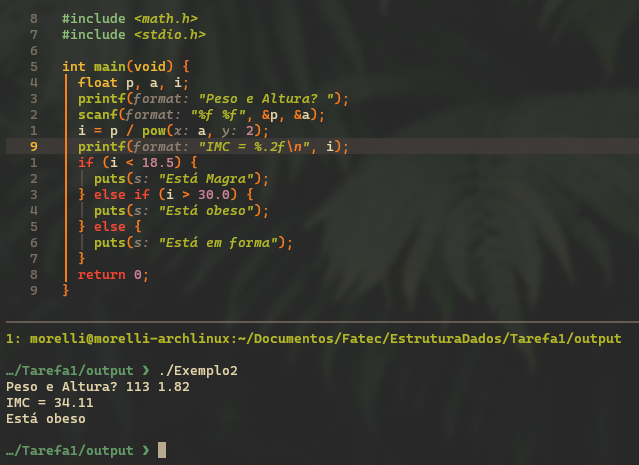 8 #include <math.h>
7 #include <stdio.h>
6
5 int main(void) {
4 float p, a, i;
3 printf(format: "Peso e Altura? ");
2 scanf(format: "%f %f", &p, &a);
1 i = p / pow(x: a, y: 2);
9 printf(format: "IMC = %.2f\n", i);
1 if (i < 18.5) {
2 puts(s: "Está Magra");
3 } else if (i > 30.0) {
4 puts(s: "Está obeso");
5 } else {
6 puts(s: "Está em forma");
7 }
8 return 0;
9 }
1: morelli@morelli-archlinux:~/Documentos/Fatec/EstruturaDados/Tarefa1/output
…/Tarefa1/output ❯ ./Exemplo2
Peso e Altura? 113 1.82
IMC = 34.11
Está obeso
…/Tarefa1/output ❯